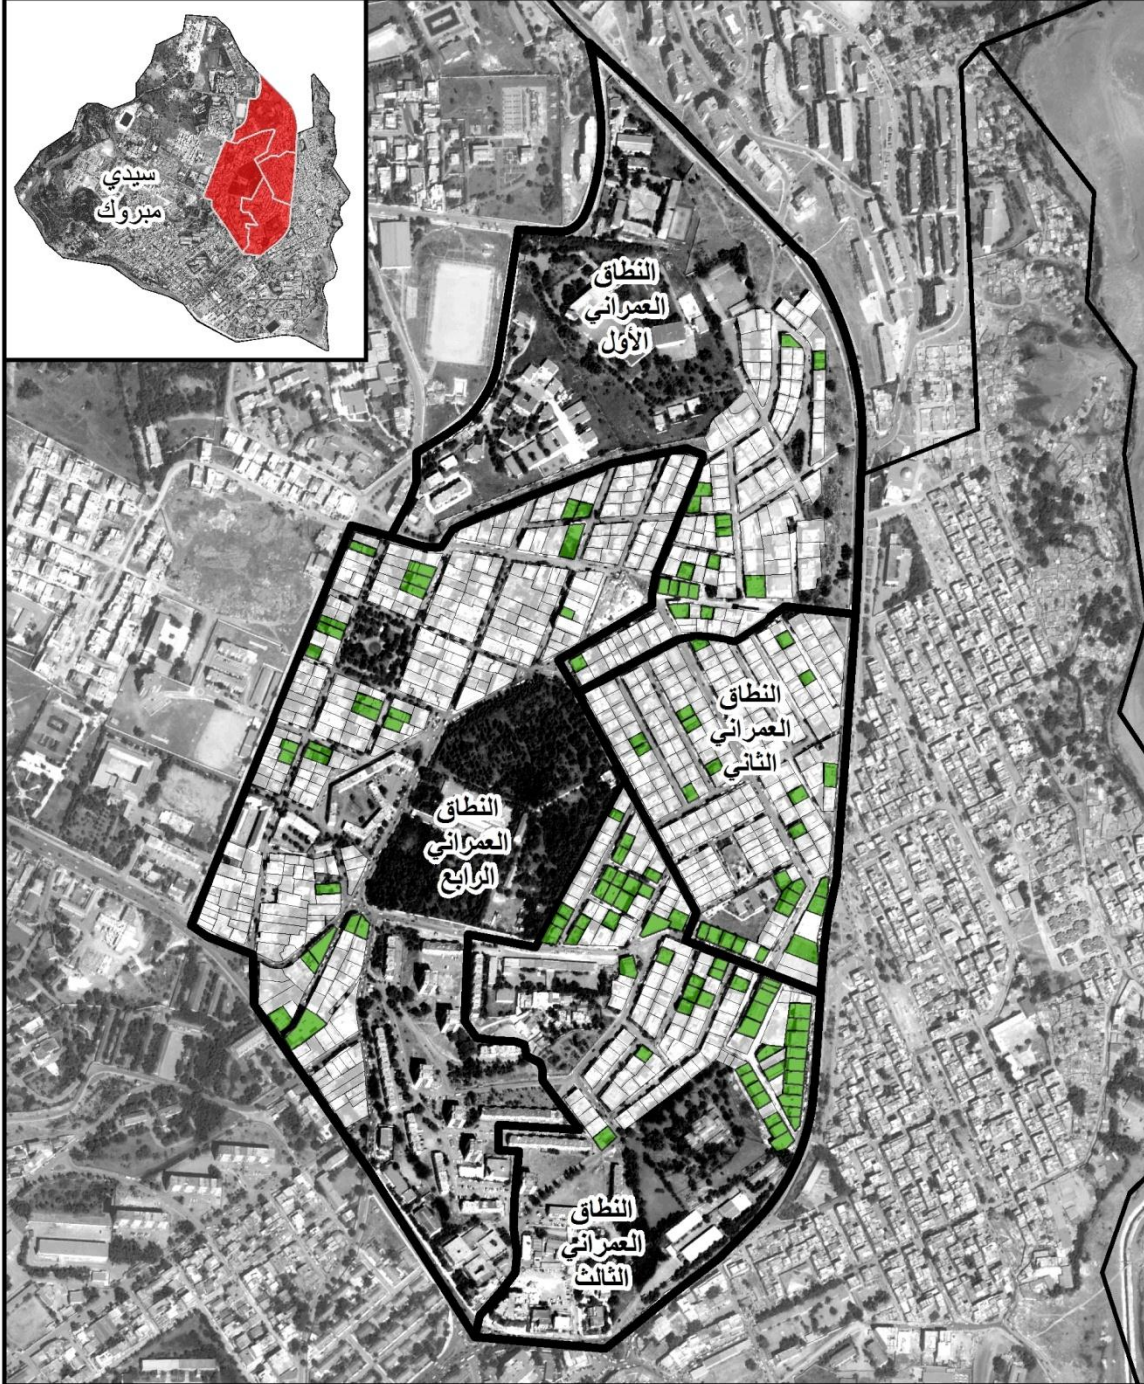 سيدي
مبروك
النطاق
العمراني
الأول
النطاق
العمراني
الثاني
النطاق
العمراني
الرابع
النطاق
العمراني
الثالث